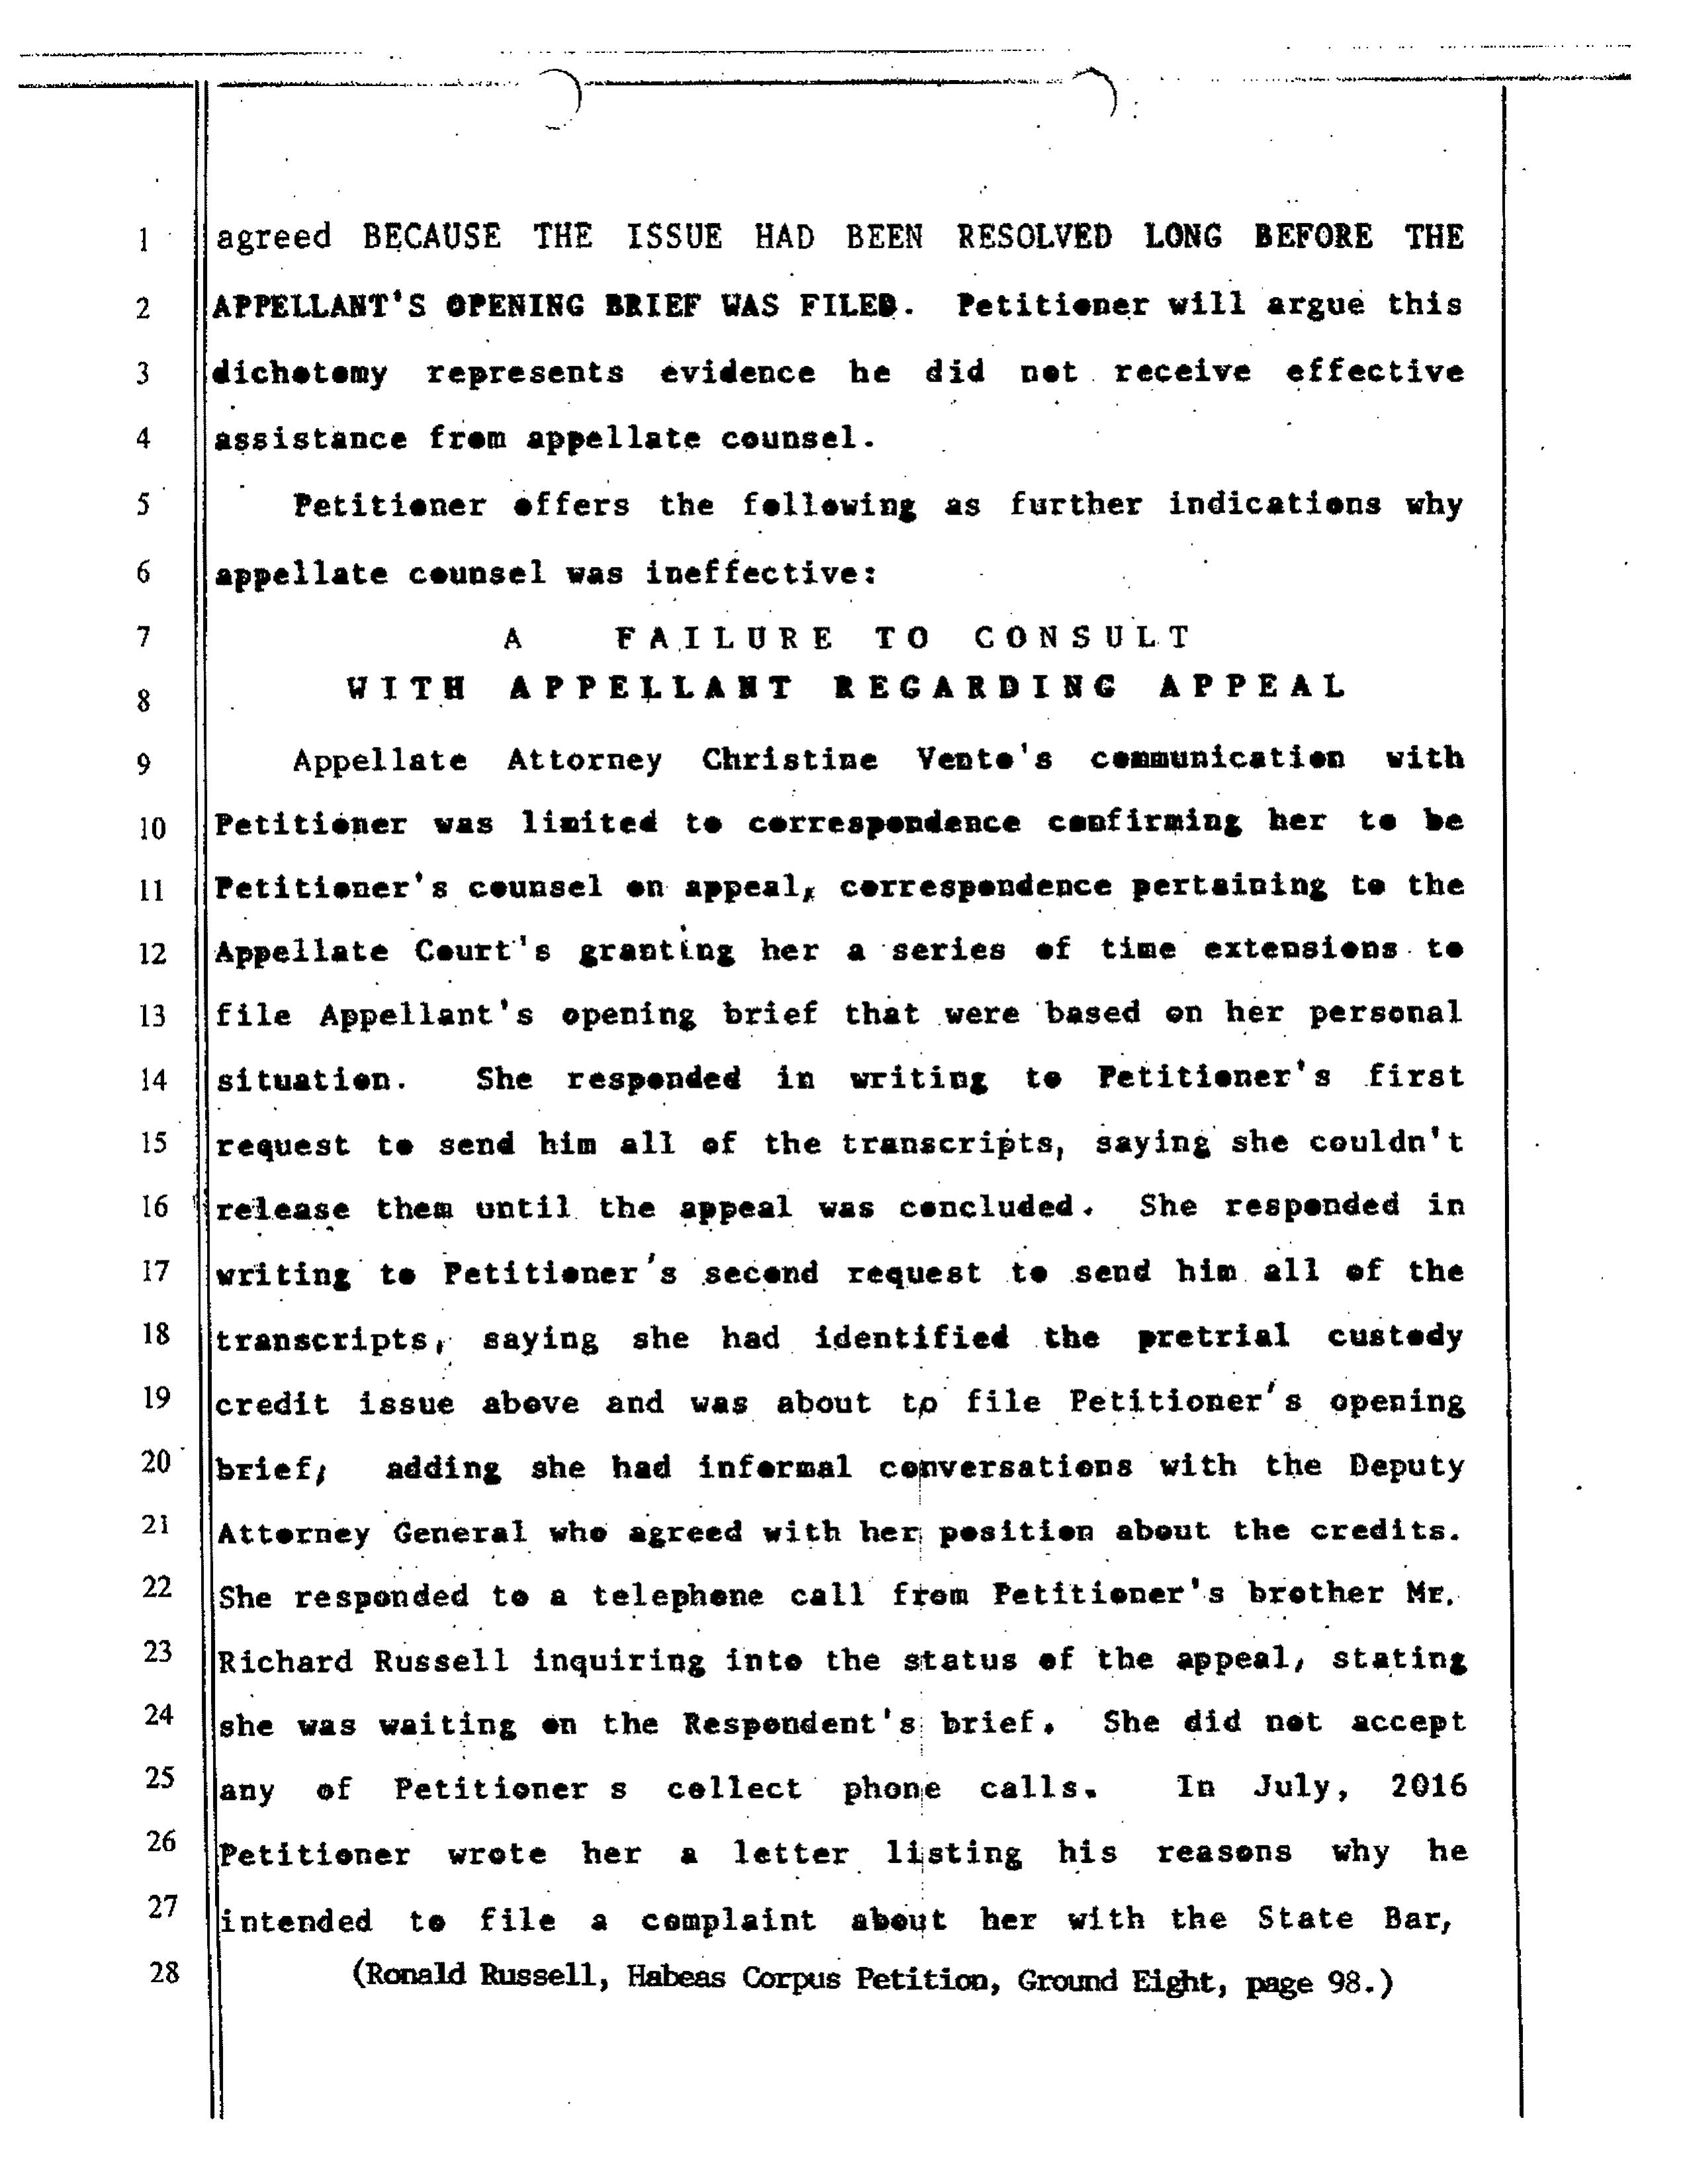 1 agreed BECAUSE THE ISSUE HAD BEEN RESOLVED LONG BEFORE THE
2 APPELLANT'S OPENING BRIEF WAS FILED. Petitioner will argue this
3 dichotomy represents evidence he did not receive effective
4 assistance from appellate counsel.
5 Petitioner offers the following as further indications why
6 appellate counsel was ineffective:
7 A FAILURE TO CONSULT
8 WITH APPELLANT REGARDING APPEAL
9 Appellate Attorney Christine Vento's communication with
10 Petitioner was limited to correspondence confirming her to be
11 Petitioner's counsel on appeal, correspondence pertaining to the
12 Appellate Court's granting her a series of time extensions to
13 file Appellant's opening brief that were based on her personal
14 situation. She responded in writing to Petitioner's first
15 request to send him all of the transcripts, saying she couldn't
16 release them until the appeal was concluded. She responded in
17 writing to Petitioner's second request to send him all of the
18 transcripts, saying she had identified the pretrial custody
19 credit issue above and was about to file Petitioner's opening
20 brief; adding she had informal conversations with the Deputy
21 Attorney General who agreed with her position about the credits.
22 She responded to a telephone call from Petitioner's brother Mr.
23 Richard Russell inquiring into the status of the appeal, stating
24 she was waiting on the Respondent's brief. She did not accept
25 any of Petitioner s collect phone calls. In July, 2016
26 Petitioner wrote her a letter listing his reasons why he
27 intended to file a complaint about her with the State Bar,
28 (Ronald Russell, Habeas Corpus Petition, Ground Eight, page 98.)